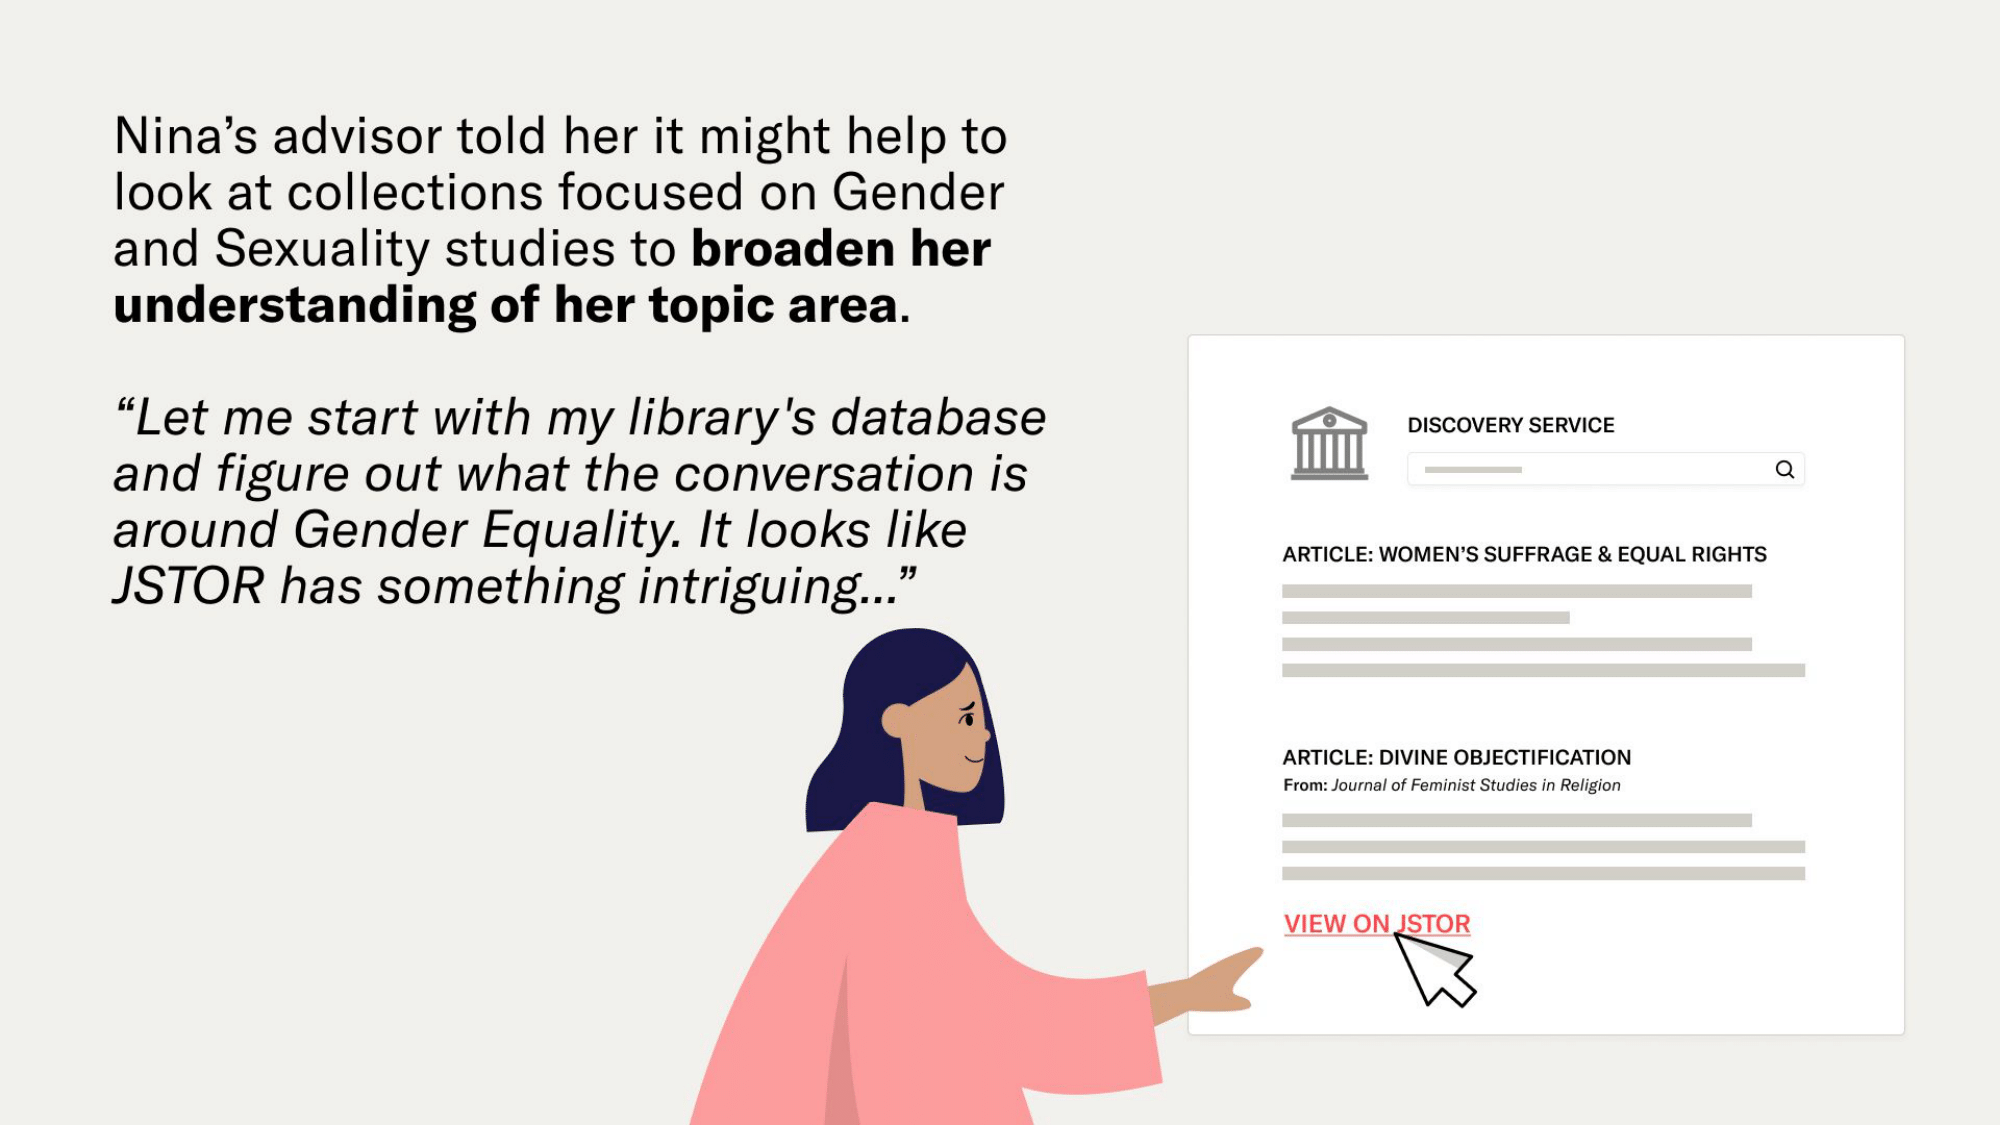 Nina’s advisor told her it might help to
look at collections focused on Gender
and Sexuality studies to broaden her
understanding of her topic area.
“Let me start with my library's database
and figure out what the conversation is
around Gender Equality. It looks like
JSTOR has something intriguing...”
DISCOVERY SERVICE
ARTICLE: WOMEN’S SUFFRAGE & EQUAL RIGHTS
ARTICLE: DIVINE OBJECTIFICATION
From: Journal of Feminist Studies in Religion
VIEW ON JSTOR